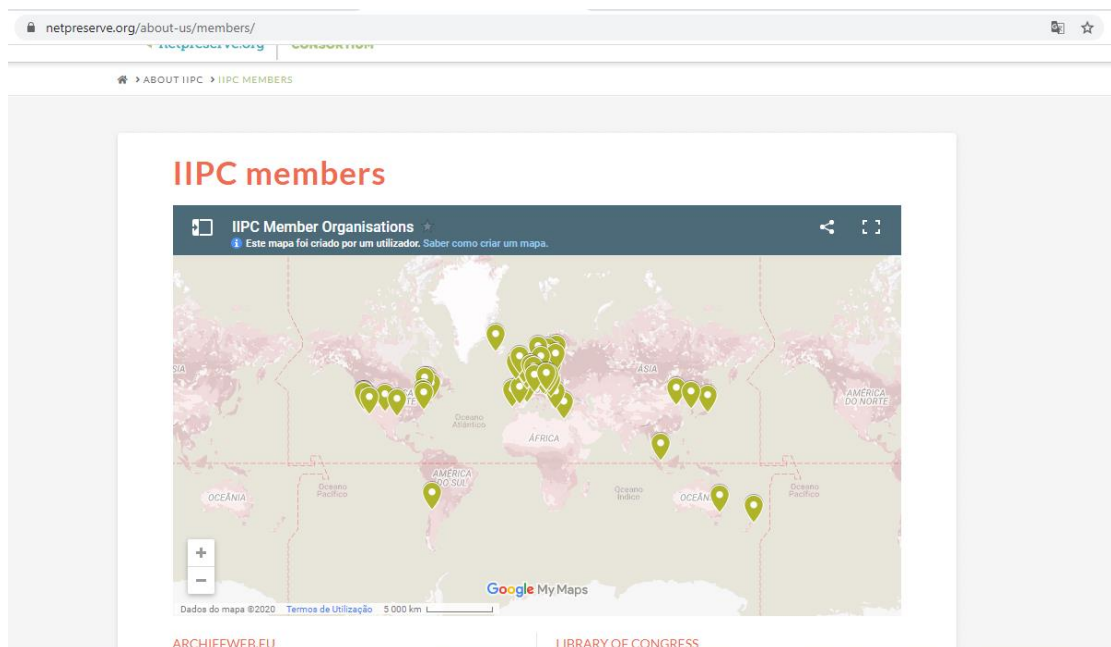 netpreserve.org/about-us/members/
netpreserve.org
CONSORTIUM
> ABOUT IIPC > IIPC MEMBERS
IIPC members
IIPC Member Organisations
Este mapa foi criado por um utilizador. Saber como criar um mapa.
ÁSIA
AMÉRICA
DO NORTE
Oceano
Atlântico
ÁFRICA
AMÉRICA
DO SUL
OCEÂNIA
Oceano
Pacífico
Oceano
Índico
Oceano
Pacífico
+
−
Google My Maps
Dados do mapa ©2020 Termos de Utilização 5 000 km
ARCHIEFWEB.EU
LIBRARY OF CONGRESS